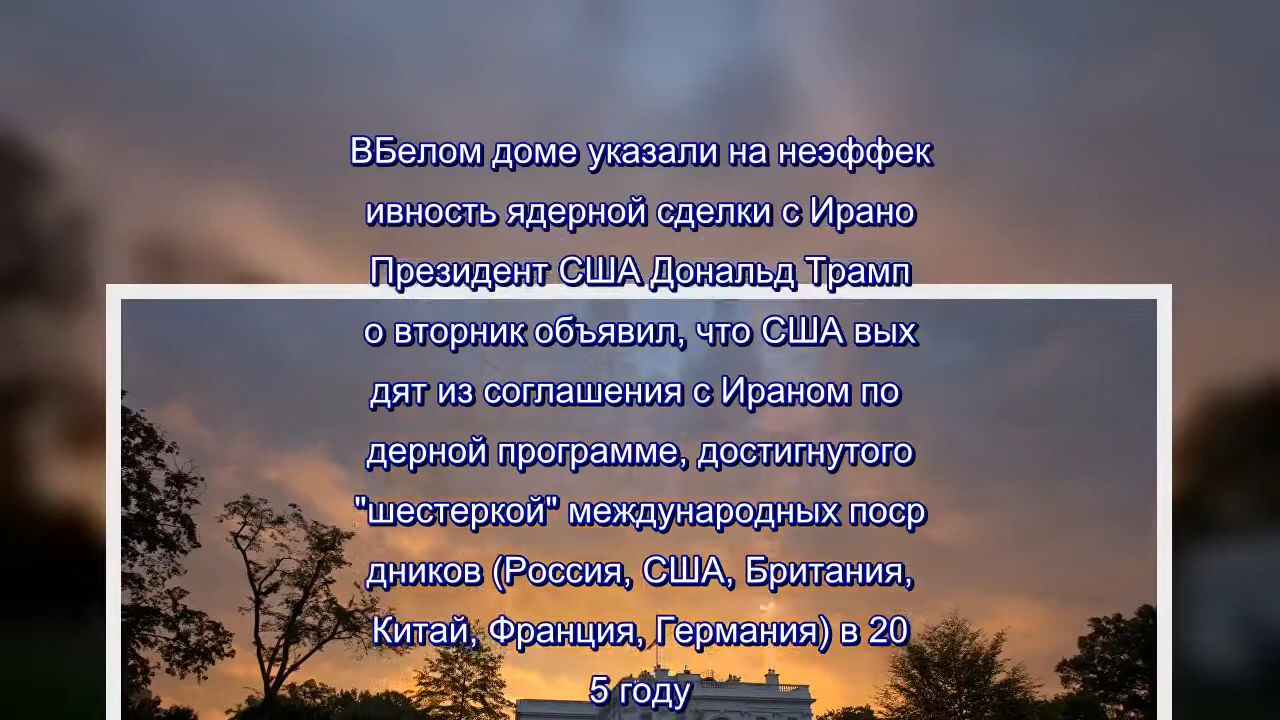 ВБелом доме указали на неэффек
ивность ядерной сделки с Ирано
Президент США Дональд Трамп
о вторник объявил, что США вых
дят из соглашения с Ираном по
дерной программе, достигнутого
"шестеркой" международных поср
дников (Россия, США, Британия,
Китай, Франция, Германия) в 20
5 году